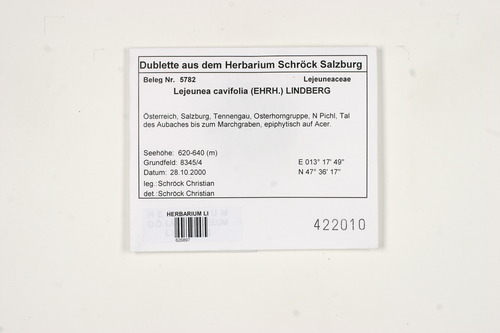 Dublette aus dem Herbarium Schröck Salzburg
Beleg Nr. 5782 Lejeuneaceae
Lejeunea cavifolia (EHRH.) LINDBERG
Österreich, Salzburg, Tennengau, Osterhorngruppe, N Pichl, Tal
des Aubaches bis zum Marchgraben, epiphytisch auf Acer.
Seehöhe: 620-640 (m)
Grundfeld: 8345/4 E 013° 17' 49"
Datum: 28.10.2000 N 47° 36' 17"
leg.: Schröck Christian
det.: Schröck Christian
HERBARIUM LI
422010